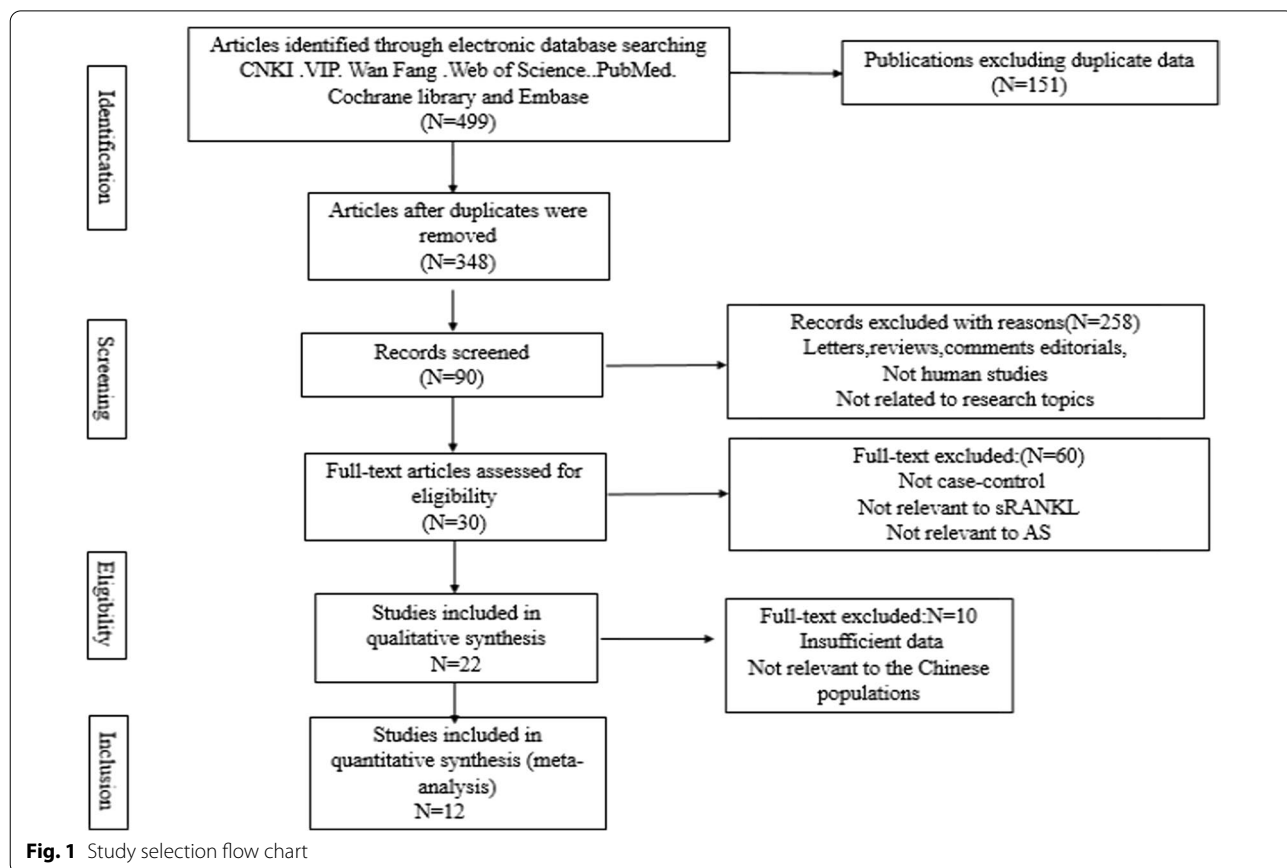 Identification
Articles identified through electronic database searching
CNKI .VIP. Wan Fang .Web of Science..PubMed.
Cochrane library and Embase
(N=499)
Publications excluding duplicate data
(N=151)
Articles after duplicates were
removed
(N=348)
Screening
Records screened
(N=90)
Records excluded with reasons(N=258)
Letters,reviews,comments editorials,
Not human studies
Not related to research topics
Full-text articles assessed for
eligibility
(N=30)
Full-text excluded:(N=60)
Not case-control
Not relevant to sRANKL
Not relevant to AS
Eligibility
Studies included in
qualitative synthesis
N=22
Full-text excluded:N=10
Insufficient data
Not relevant to the Chinese
populations
Inclusion
Studies included in
quantitative synthesis (meta-
analysis)
N=12
Fig. 1 Study selection flow chart